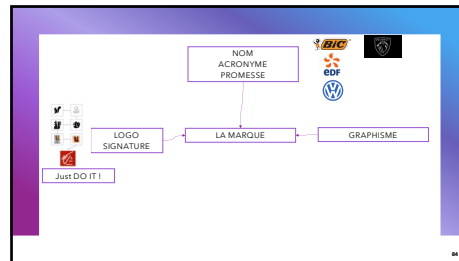 NOM
ACRONYME
PROMESSE
BIC
eDF
LOGO
SIGNATURE
LA MARQUE
GRAPHISME
Just DO IT !
84